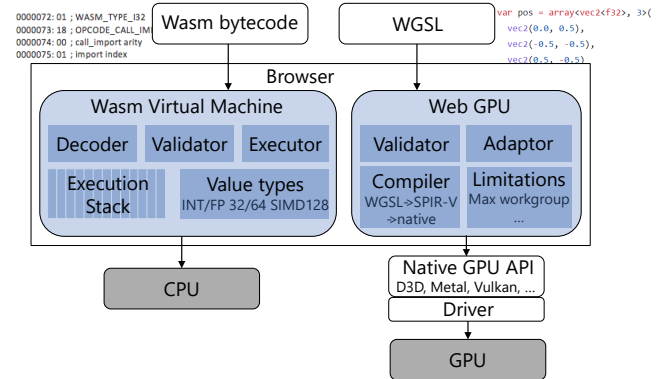 0000072: 01 ; WASM_TYPE_I32
0000073: 18 ; OPCODE_CALL_IM
0000074: 00 ; call_import arity
0000075: 01 ; import index
Wasm bytecode
WGSL
var pos = array<vec2<f32>, 3>(
vec2(0.0, 0.5),
vec2(-0.5, -0.5),
vec2(0.5, -0.5)
Browser
Wasm Virtual Machine
Decoder
Validator
Executor
Execution
Stack
Value types
INT/FP 32/64 SIMD128
Web GPU
Validator
Adaptor
Compiler
WGSL->SPIR-V
->native
Limitations
Max workgroup
...
CPU
Native GPU API
D3D, Metal, Vulkan, ...
Driver
GPU